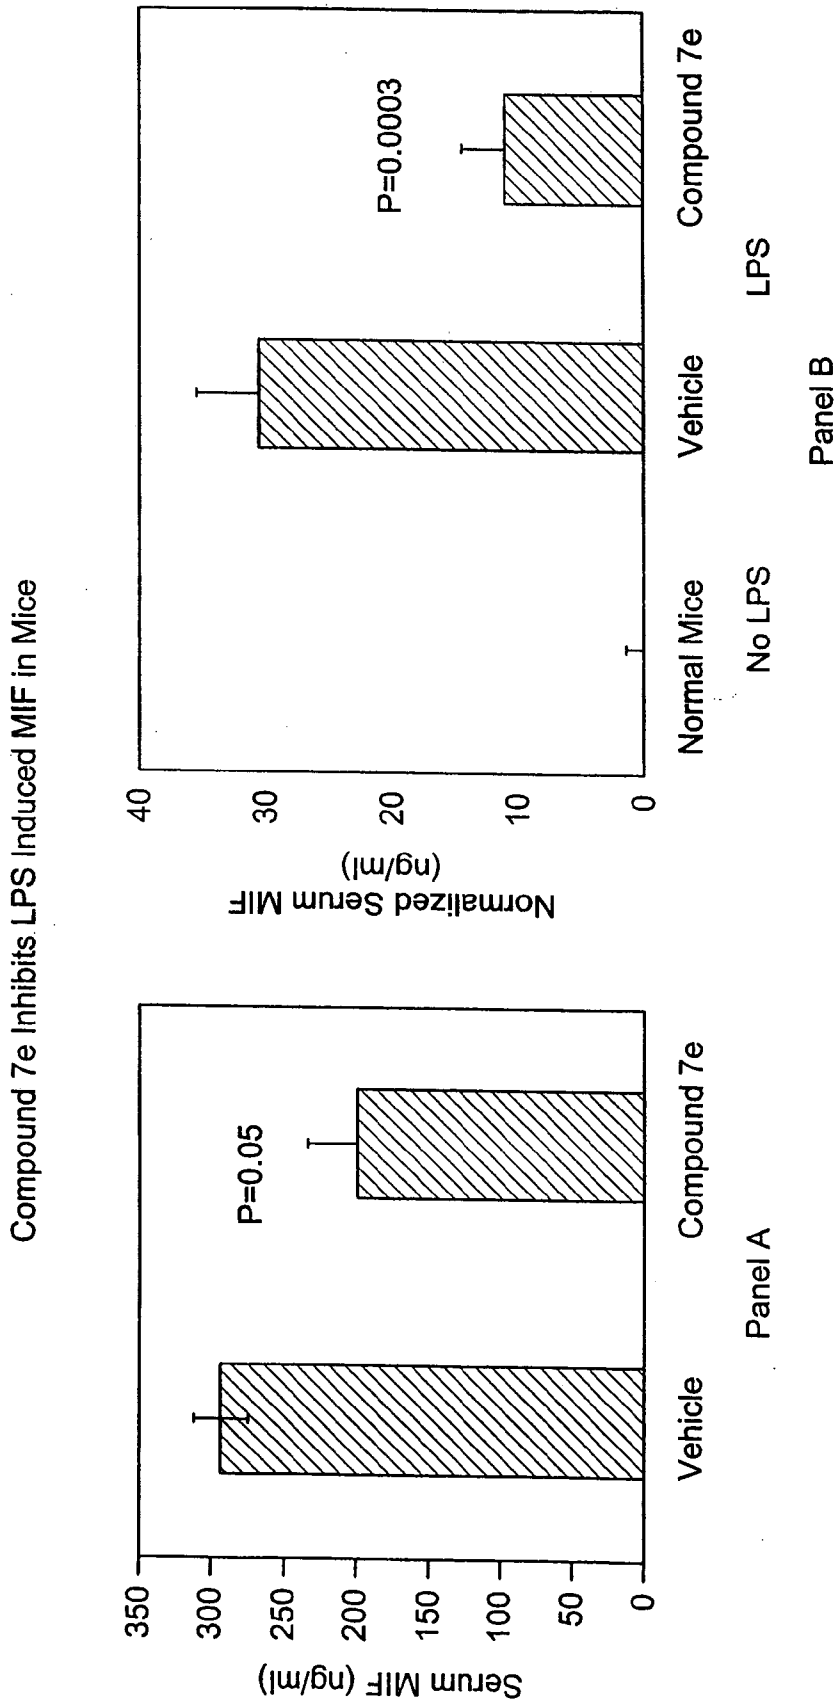 Compound 7e Inhibits LPS Induced MIF in Mice
Serum MIF (ng/ml)
350
300
250
200
150
100
50
0
P=0.05
Vehicle
Compound 7e
Panel A
Normalized Serum MIF
(ng/ml)
40
30
20
10
0
P=0.0003
Normal Mice
Vehicle
Compound 7e
No LPS
LPS
Panel B